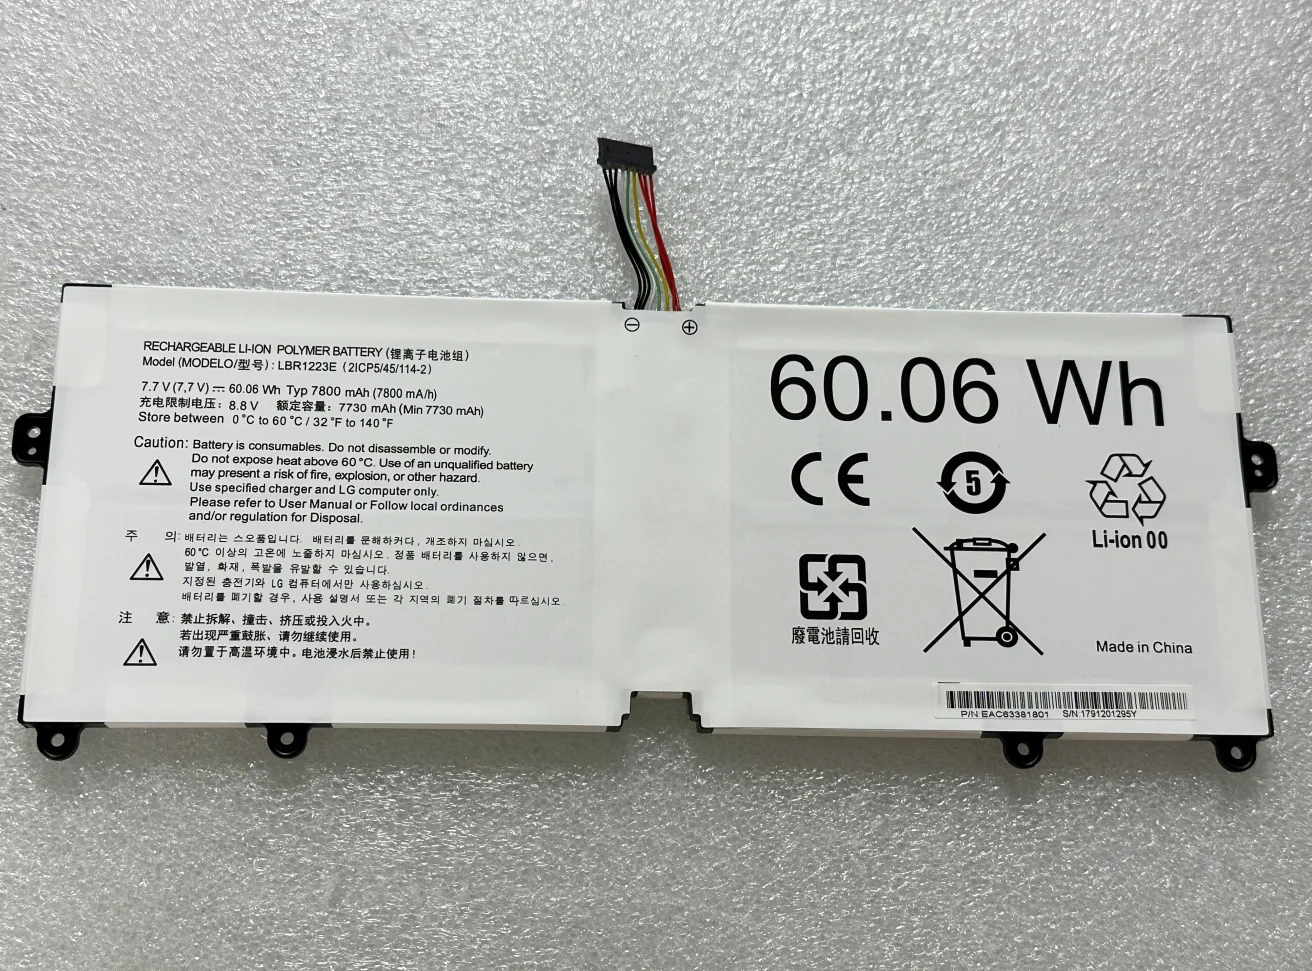 RECHARGEABLE LI-ION POLYMER BATTERY (锂离子电池组)
Model (MODELO/型号) : LBR1223E (2ICP5/45/114-2)
7.7 V (7,7 V) ⎓ 60.06 Wh Typ 7800 mAh (7800 mA/h)
充电限制电压: 8.8 V 额定容量: 7730 mAh (Min 7730 mAh)
Store between 0 °C to 60 °C / 32 °F to 140 °F
Caution: Battery is consumables. Do not disassemble or modify.
Do not expose heat above 60 °C. Use of an unqualified battery
may present a risk of fire, explosion, or other hazard.
Use specified charger and LG computer only.
Please refer to User Manual or Follow local ordinances
and/or regulation for Disposal.
주 의: 배터리는 스오품입니다. 배터리를 문해하커다, 개조하지 마십시오.
60°C 이상의 고온에 노출하지 마십시오. 정품 배터리를 사용하지 않으면,
발열, 화재, 폭발을 유발할 수 있습니다.
지정된 충전기와 LG 컴퓨터에서만 사용하십시오.
배터리를 폐기할 경우, 사용 설명서 또는 각 지역의 폐기 절차를 따르십시오.
注 意: 禁止拆解、撞击、挤压或投入火中。
若出现严重鼓胀、请勿继续使用。
请勿置于高温环境中。电池浸水后禁止使用!
⊖ ⊕
60.06 Wh
CE
5
Li-ion 00
廢電池請回收
Made in China
P/N EAC63381801 S/N:1791201295Y